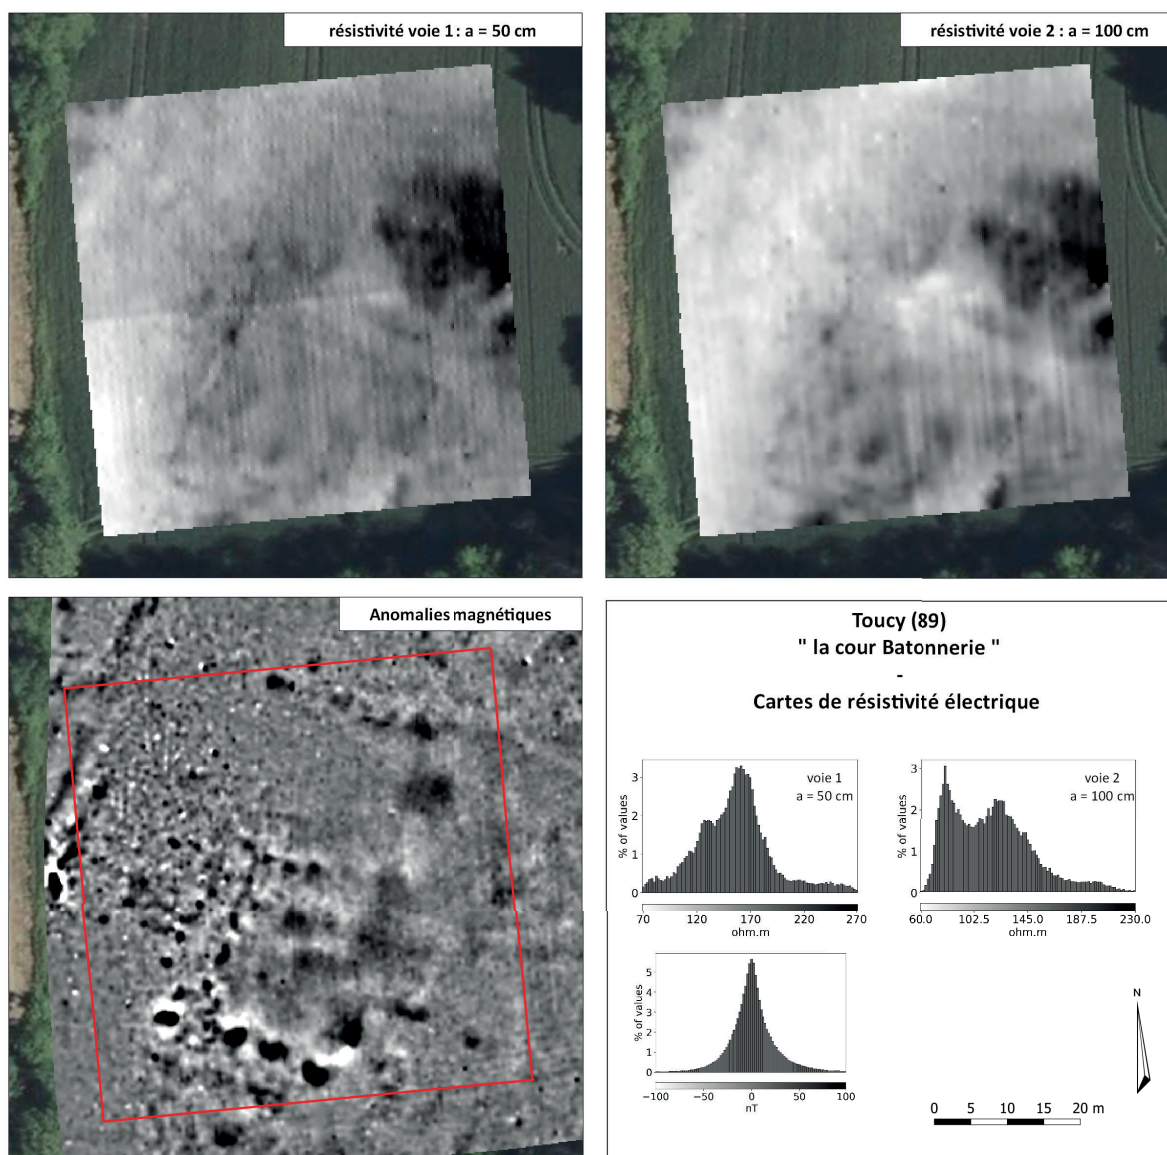 résistivité voie 1 : a = 50 cm
résistivité voie 2 : a = 100 cm
Anomalies magnétiques
Toucy (89)
" la cour Batonnerie "
-
Cartes de résistivité électrique
voie 1
a = 50 cm
% of values
3
2
1
0
70 120 170 220 270
ohm.m
voie 2
a = 100 cm
% of values
3
2
1
0
60.0 102.5 145.0 187.5 230.0
ohm.m
% of values
5
4
3
2
1
0
−100 −50 0 50 100
nT
N
0 5 10 15 20 m